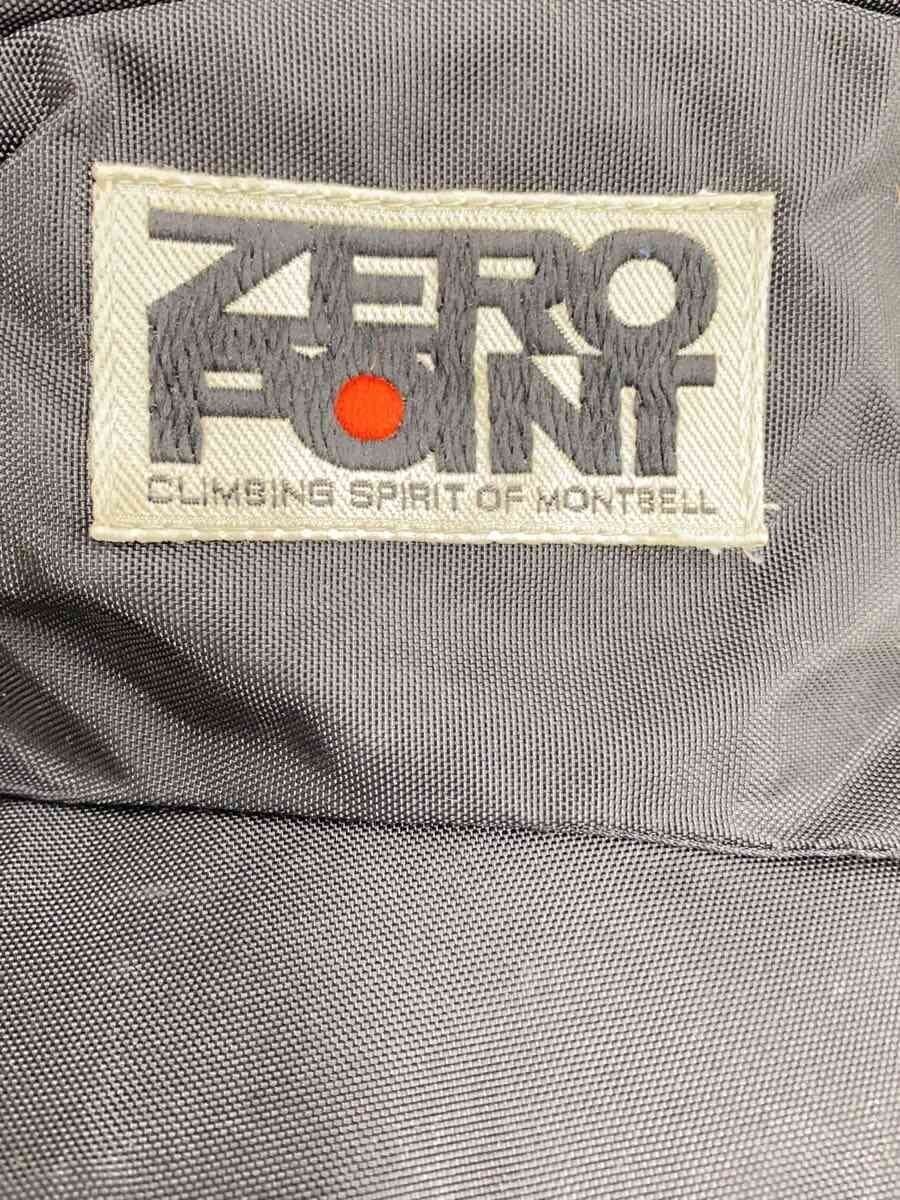 ZERO
POINT
CLIMBING SPIRIT OF MONTBELL